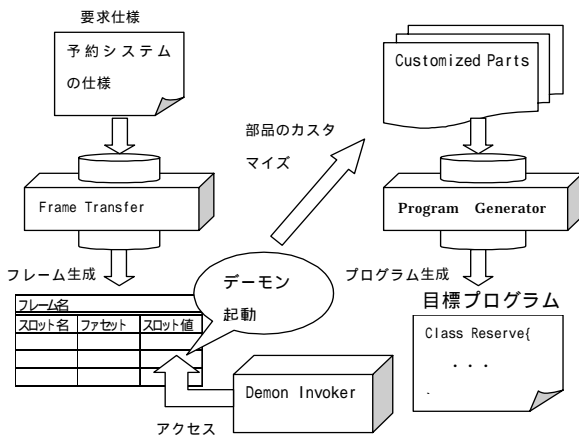 要求仕様
予約システム
の仕様
Frame Transfer
フレーム生成
フレーム名
スロット名 ファセット スロット値
デーモン
起動
Demon Invoker
アクセス
部品のカスタ
マイズ
Customized Parts
Program Generator
プログラム生成
目標プログラム
Class Reserve{
・・・
.